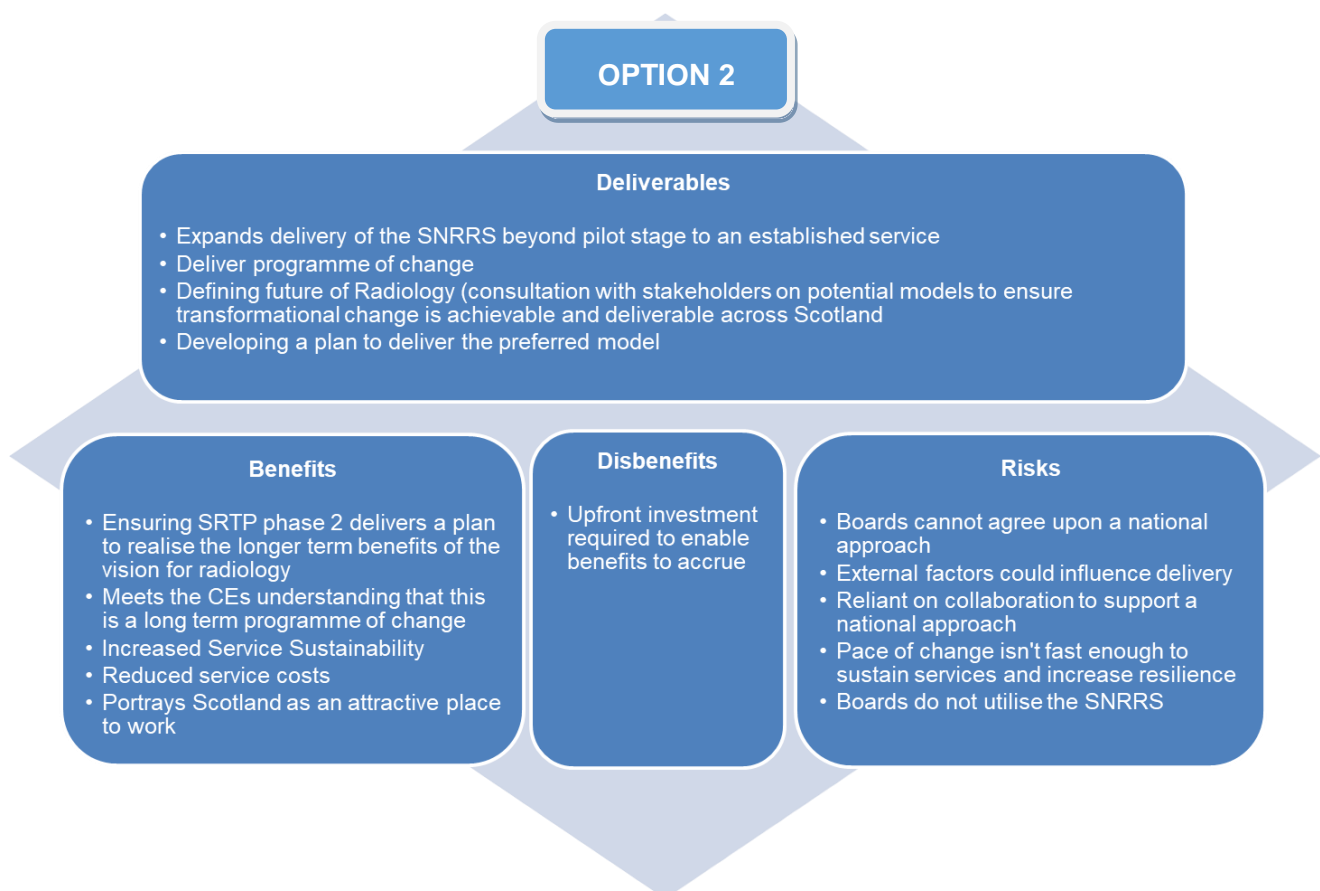 OPTION 2
Deliverables
• Expands delivery of the SNRRS beyond pilot stage to an established service
• Deliver programme of change
• Defining future of Radiology (consultation with stakeholders on potential models to ensure
transformational change is achievable and deliverable across Scotland
• Developing a plan to deliver the preferred model
Benefits
• Ensuring SRTP phase 2 delivers a plan
to realise the longer term benefits of the
vision for radiology
• Meets the CEs understanding that this
is a long term programme of change
• Increased Service Sustainability
• Reduced service costs
• Portrays Scotland as an attractive place
to work
Disbenefits
• Upfront investment
required to enable
benefits to accrue
Risks
• Boards cannot agree upon a national
approach
• External factors could influence delivery
• Reliant on collaboration to support a
national approach
• Pace of change isn't fast enough to
sustain services and increase resilience
• Boards do not utilise the SNRRS